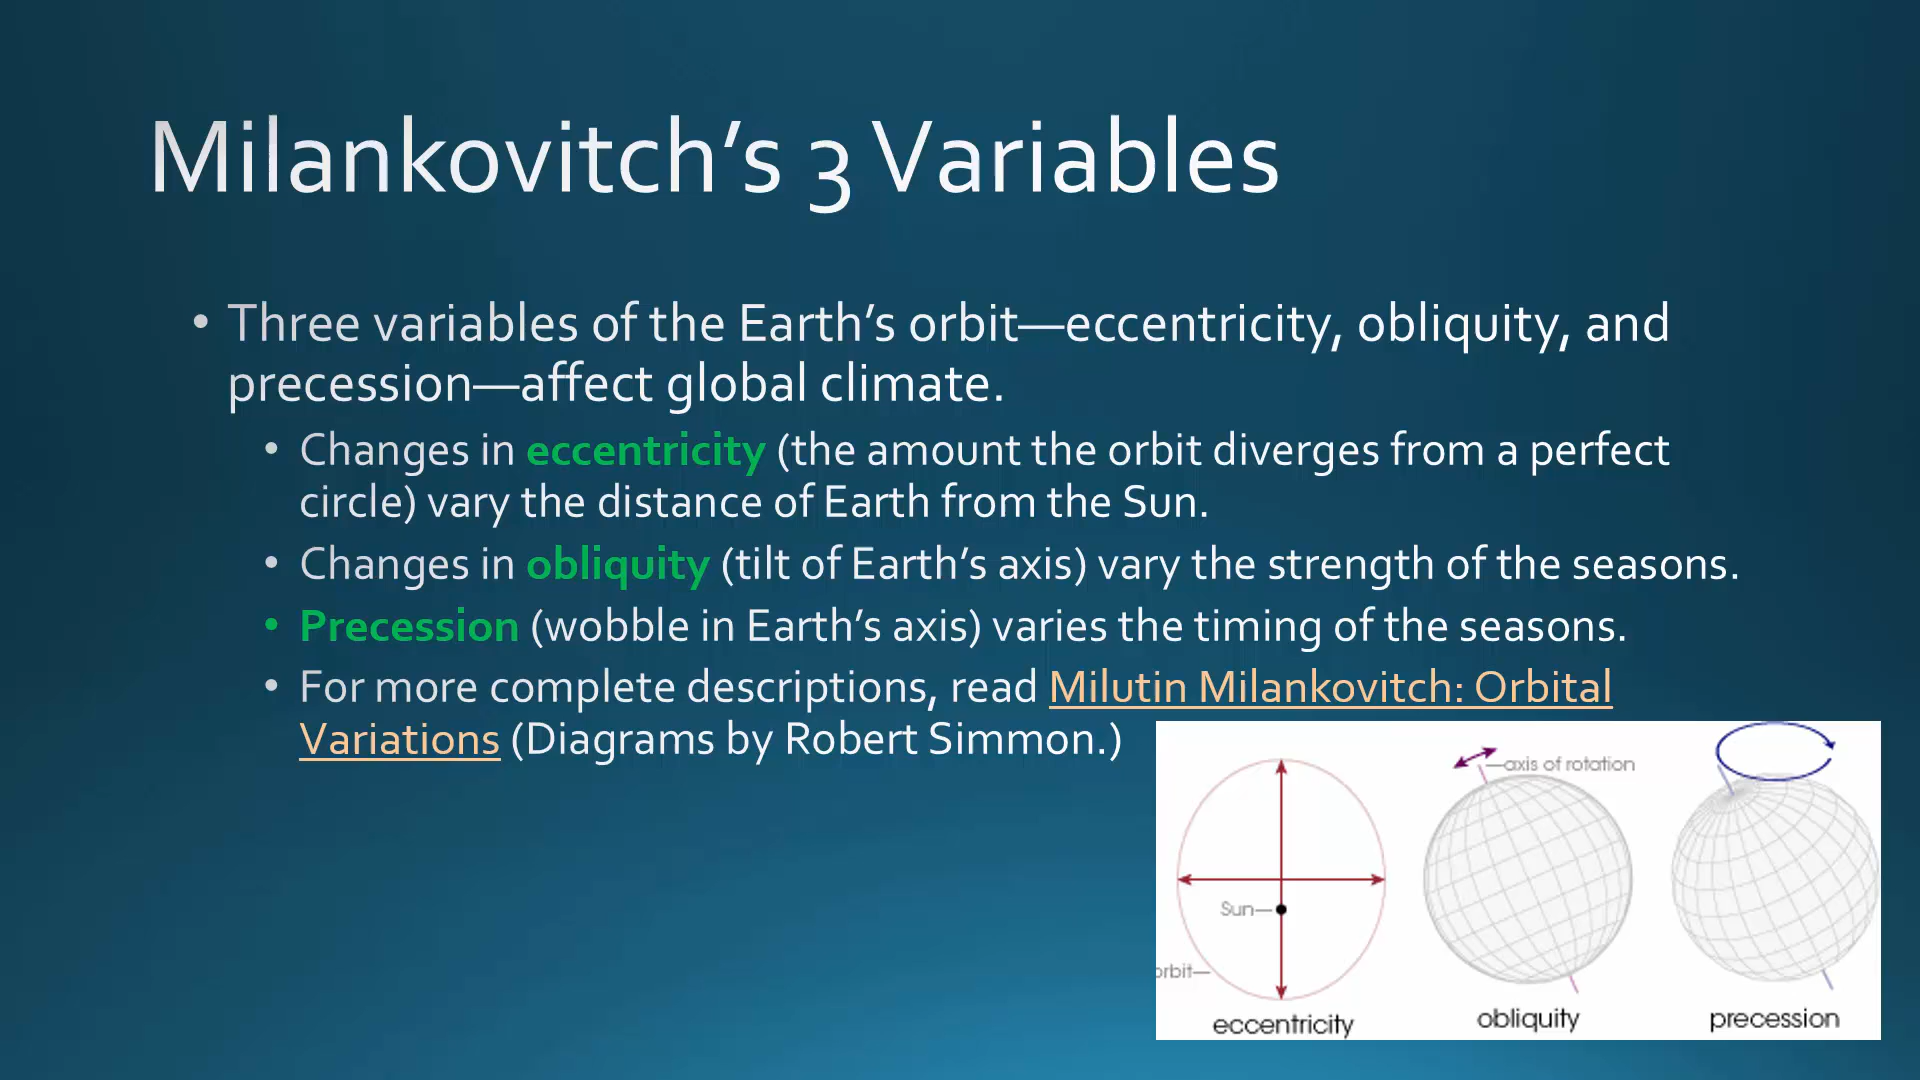 Milankovitch’s 3 Variables
• Three variables of the Earth’s orbit—eccentricity, obliquity, and
precession—affect global climate.
• Changes in eccentricity (the amount the orbit diverges from a perfect
circle) vary the distance of Earth from the Sun.
• Changes in obliquity (tilt of Earth’s axis) vary the strength of the seasons.
• Precession (wobble in Earth’s axis) varies the timing of the seasons.
• For more complete descriptions, read Milutin Milankovitch: Orbital
Variations (Diagrams by Robert Simmon.)
axis of rotation
Sun
orbit
eccentricity
obliquity
precession